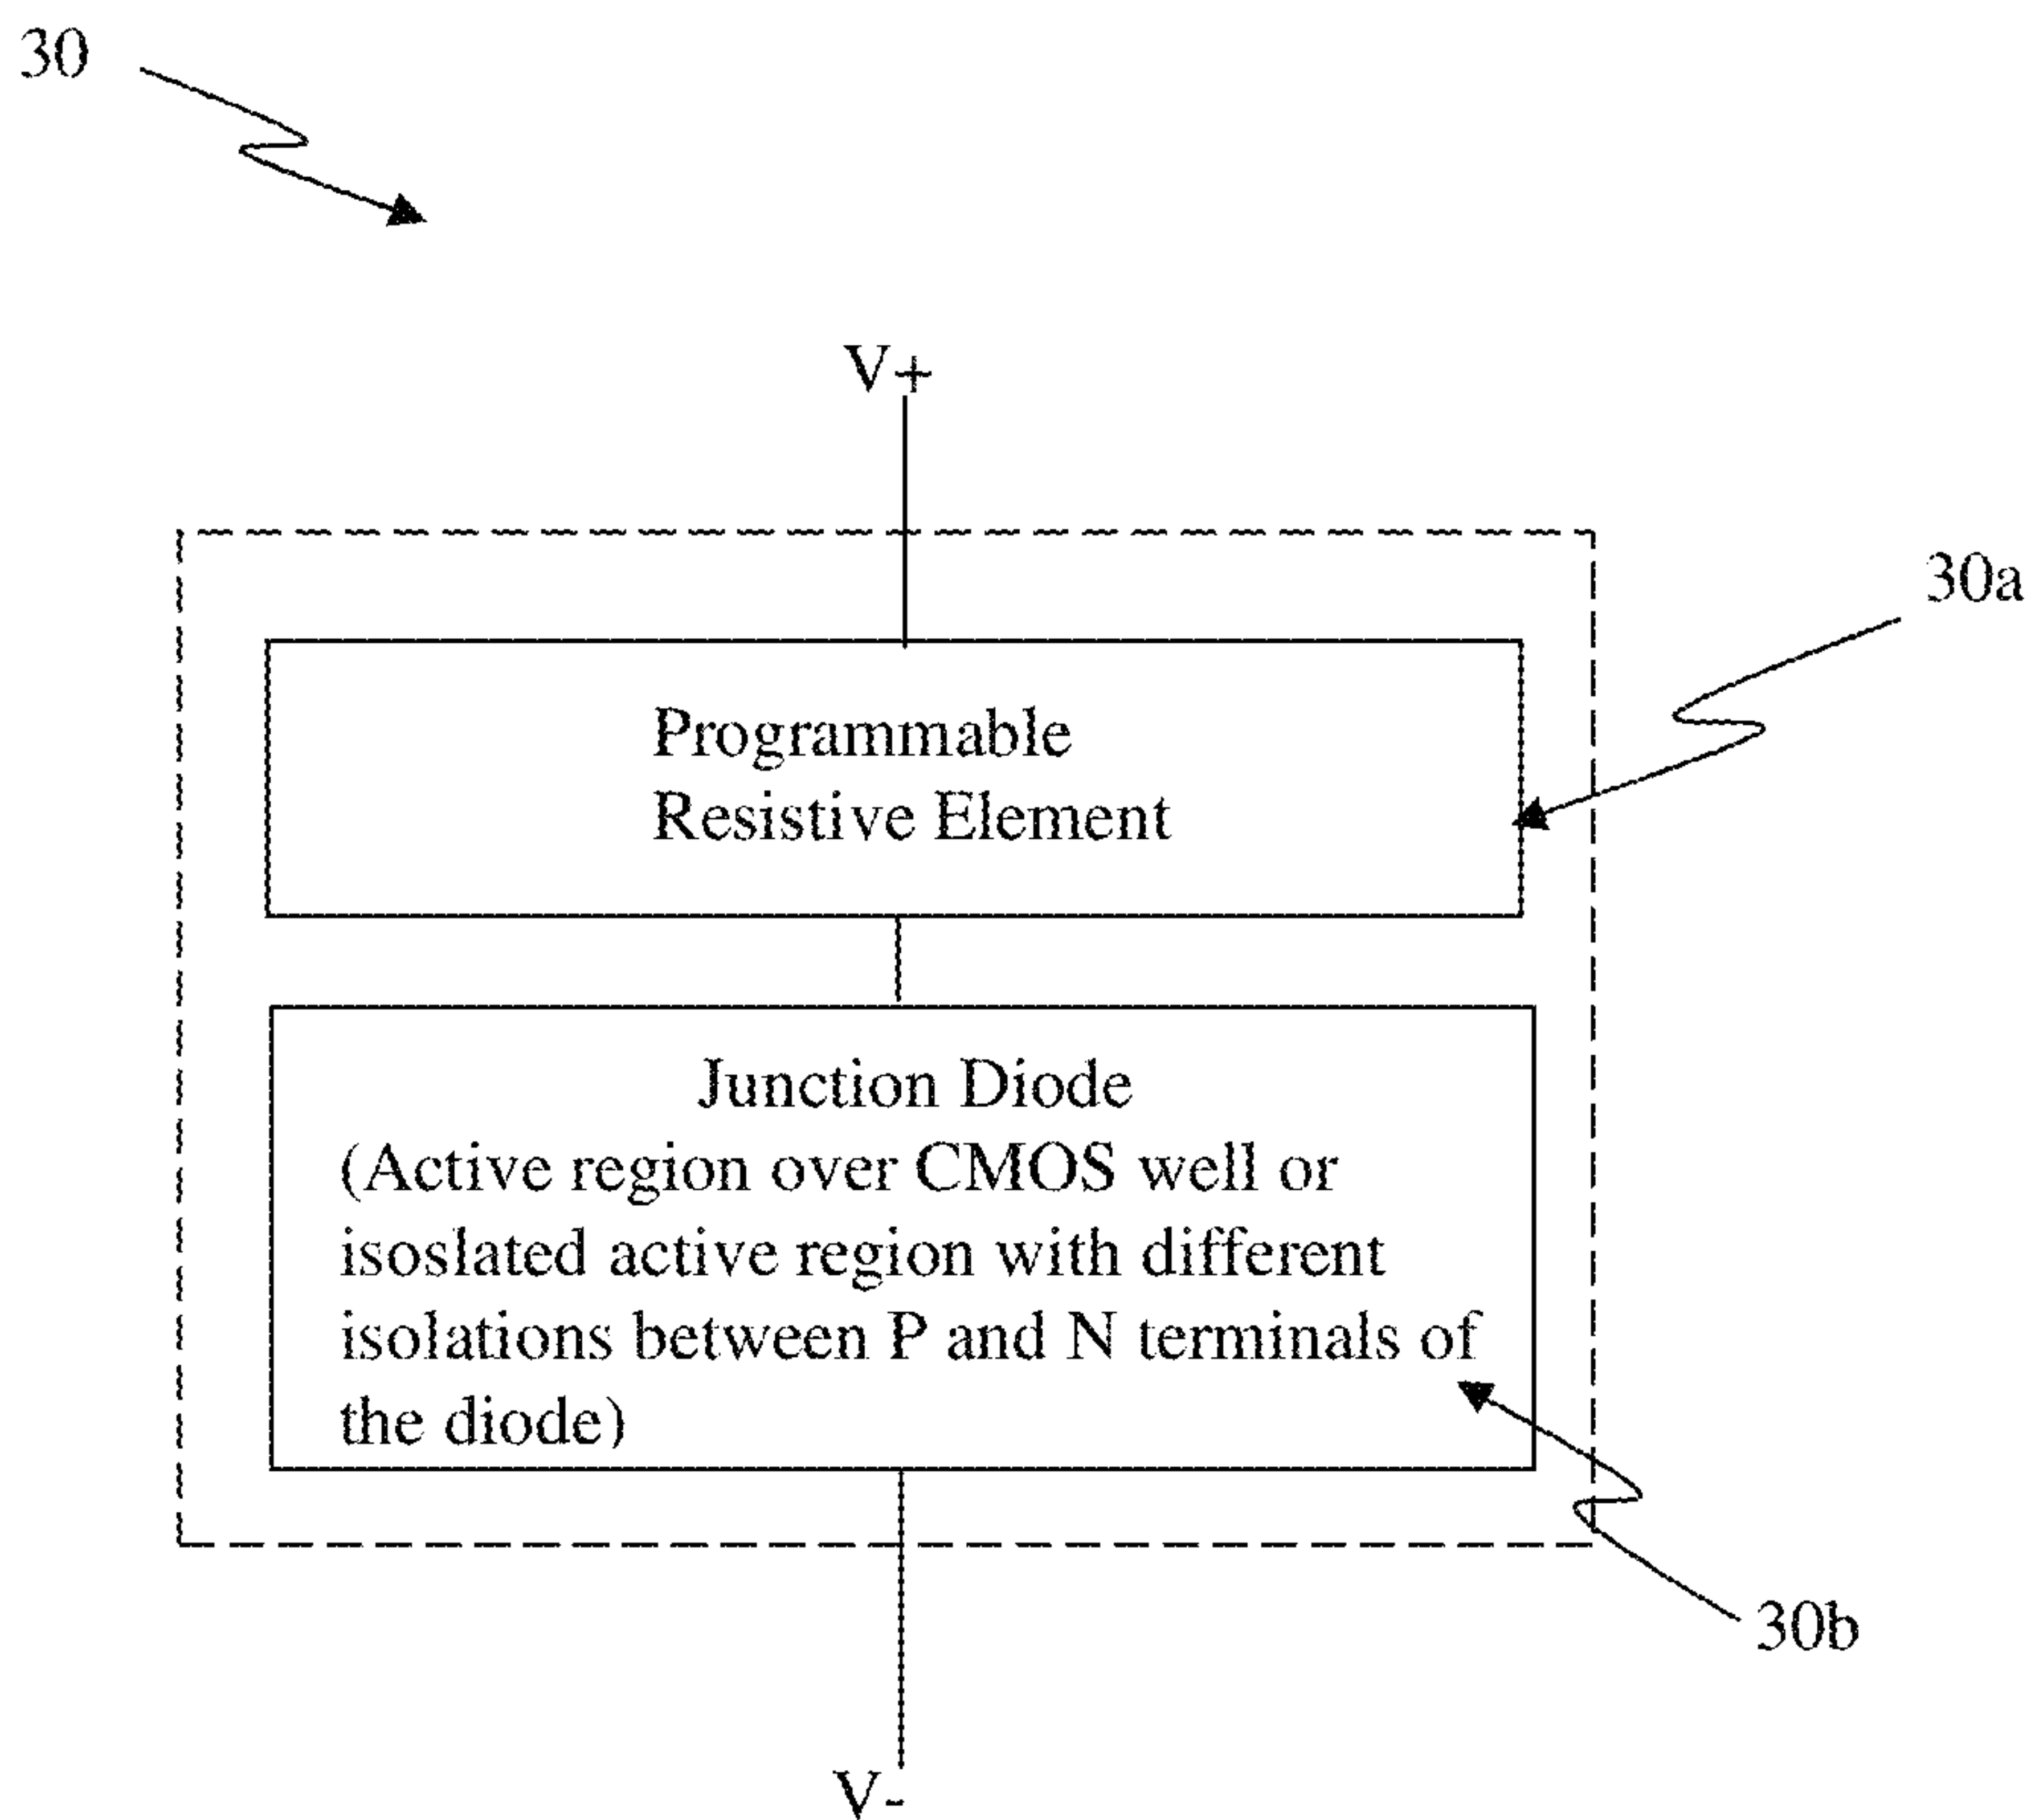 30
V+
30a
Programmable
Resistive Element
Junction Diode
(Active region over CMOS well or
isoslated active region with different
isolations between P and N terminals of
the diode)
30b
V-